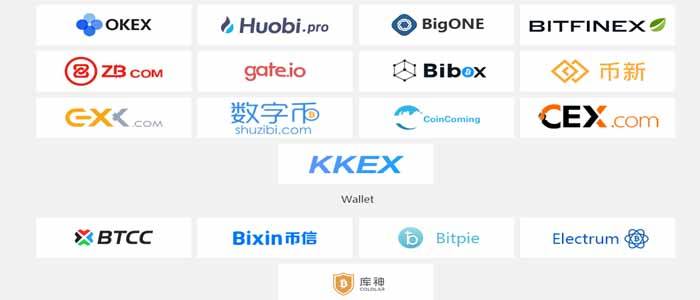 OKEX
Huobi.pro
BigONE
BITFINEX
ZB.COM
gate.io
Bibox
币新
EXX.COM
数字币
shuzibi.com
CoinComing
CEX.com
KKEX
Wallet
BTCC
Bixin币信
Bitpie
Electrum
库神
COLDLAR